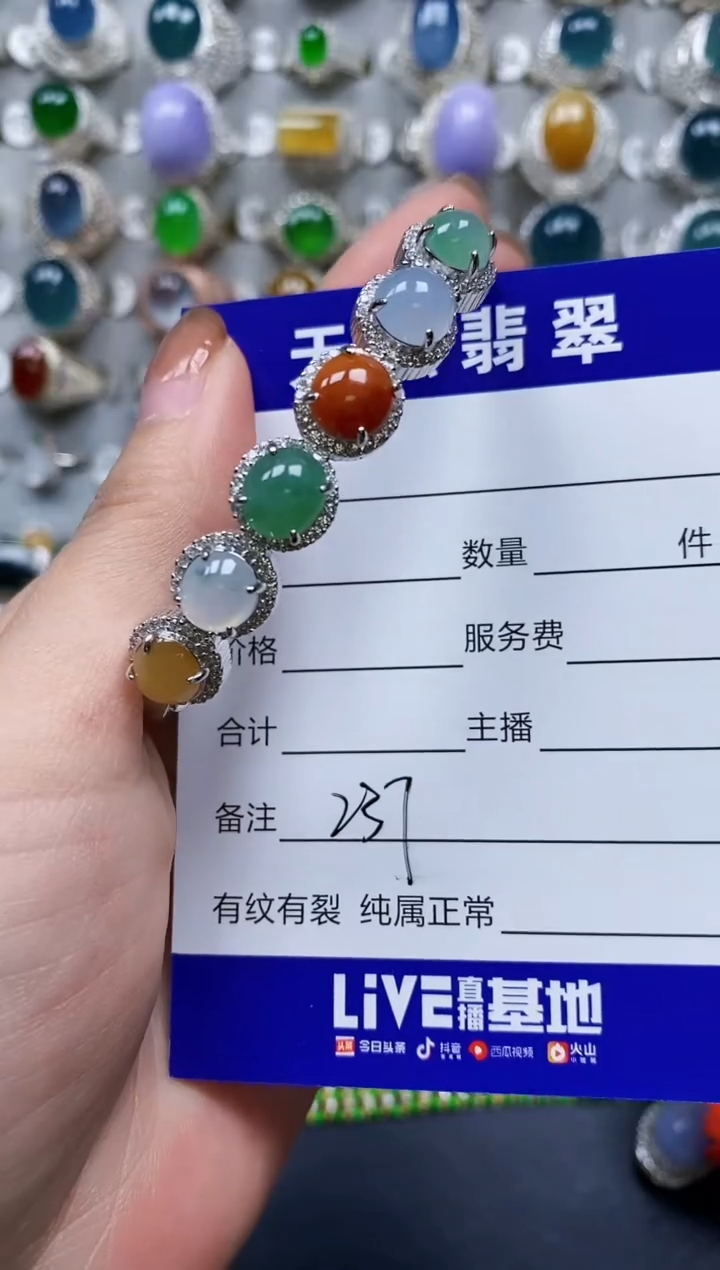 翡翠
数量 件
价格 服务费
合计 主播
备注 237
有纹有裂 纯属正常
LiVE直播基地
头条 今日头条 抖音 西瓜视频 火山